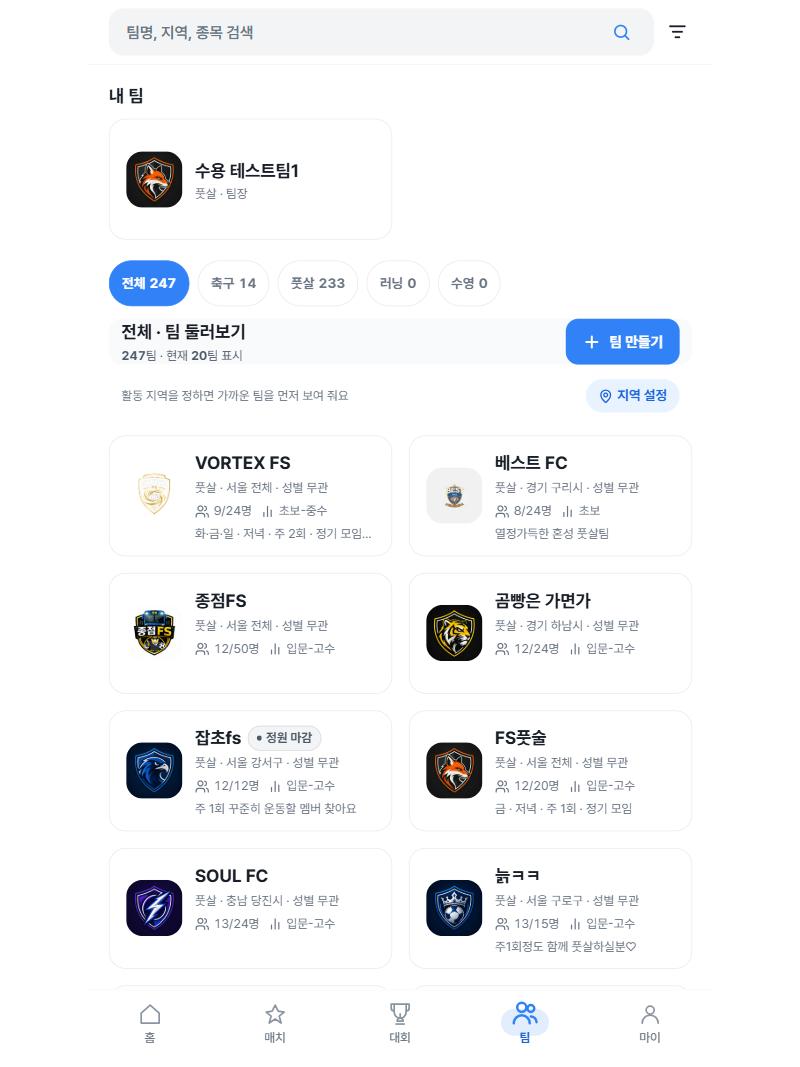 팀명, 지역, 종목 검색
내 팀
수용 테스트팀1
풋살 · 팀장
전체 247
축구 14
풋살 233
러닝 0
수영 0
전체 · 팀 둘러보기
247팀 · 현재 20팀 표시
팀 만들기
활동 지역을 정하면 가까운 팀을 먼저 보여 줘요
지역 설정
VORTEX FS
풋살 · 서울 전체 · 성별 무관
9/24명 초보-중수
화·금·일 · 저녁 · 주 2회 · 정기 모임...
베스트 FC
풋살 · 경기 구리시 · 성별 무관
8/24명 초보
열정가득한 혼성 풋살팀
종점FS
종점FS
풋살 · 서울 전체 · 성별 무관
12/50명 입문-고수
곰빵은 가면가
풋살 · 경기 하남시 · 성별 무관
12/24명 입문-고수
잡초fs 정원 마감
풋살 · 서울 강서구 · 성별 무관
12/12명 입문-고수
주 1회 꾸준히 운동할 멤버 찾아요
FS풋술
풋살 · 서울 전체 · 성별 무관
12/20명 입문-고수
금 · 저녁 · 주 1회 · 정기 모임
SOUL FC
풋살 · 충남 당진시 · 성별 무관
13/24명 입문-고수
늙ㅋㅋ
풋살 · 서울 구로구 · 성별 무관
13/15명 입문-고수
주1회정도 함께 풋살하실분♡
홈
매치
대회
팀
마이